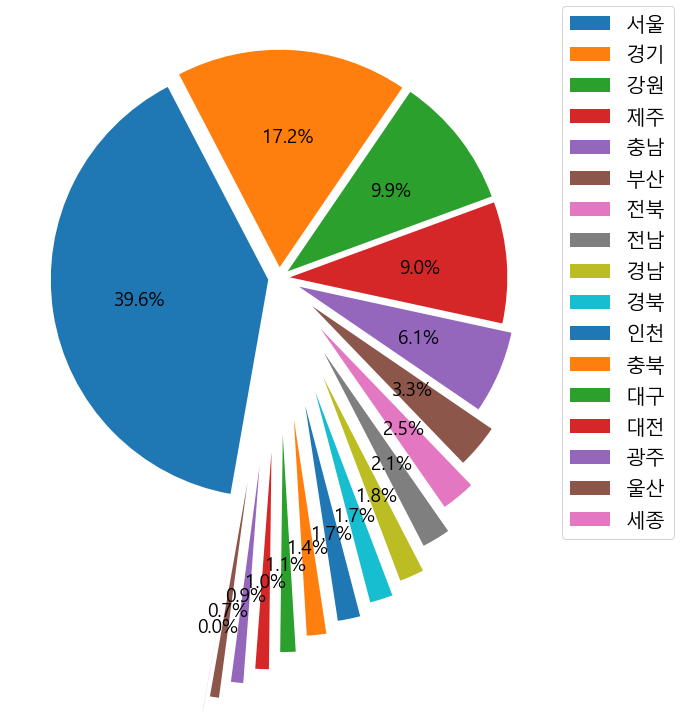 서울
경기
강원
제주
충남
부산
전북
전남
경남
경북
인천
충북
대구
대전
광주
울산
세종
17.2%
9.9%
9.0%
39.6%
6.1%
3.3%
2.5%
2.1%
1.8%
1.7%
1.7%
1.4%
1.1%
1.0%
0.9%
0.7%
0.0%